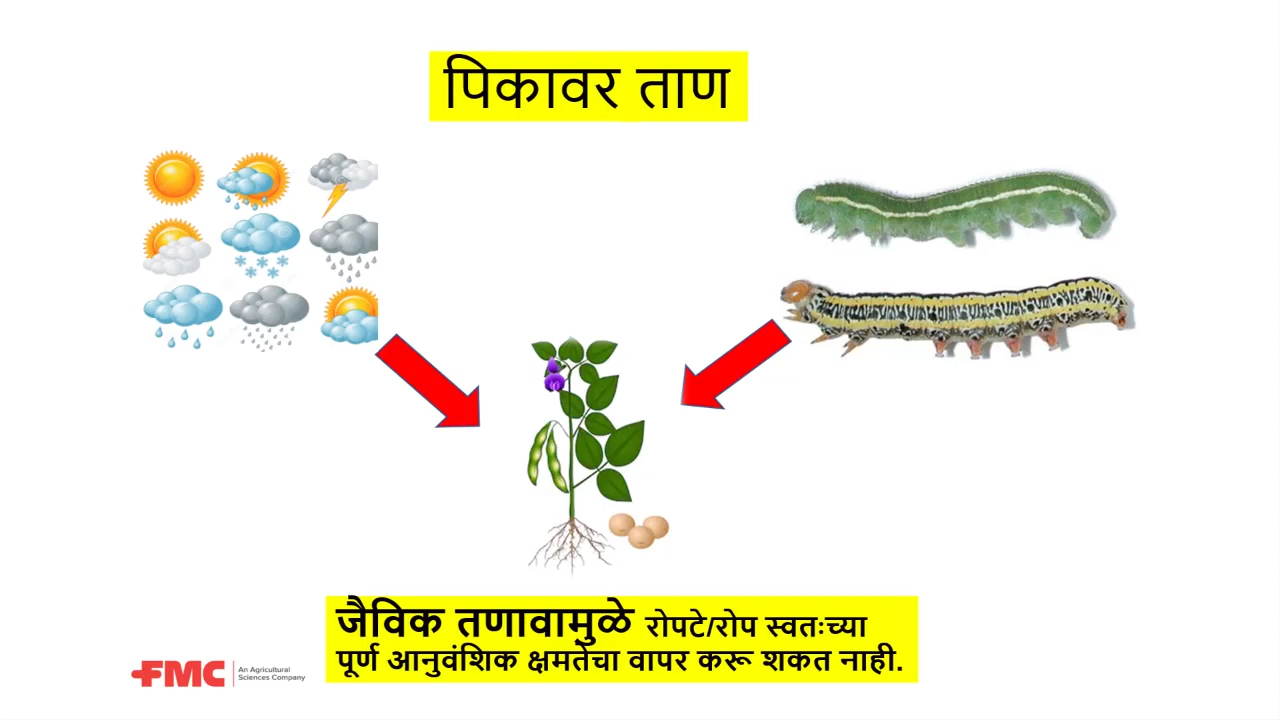 पिकावर ताण
जैविक तणावामुळे रोपटे/रोप स्वतःच्या
पूर्ण आनुवंशिक क्षमतेचा वापर करू शकत नाही.
FMC
An Agricultural
Sciences Company